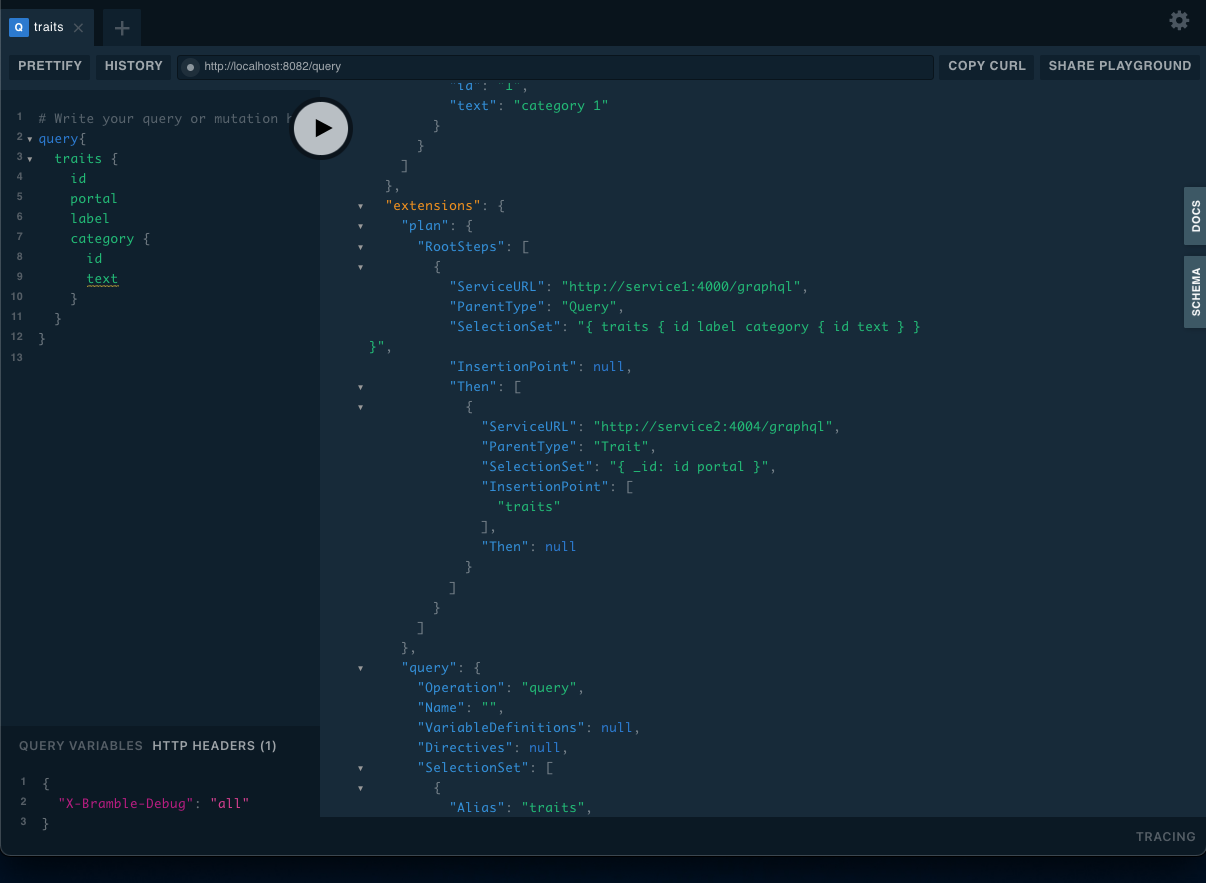 Q traits
PRETTIFY HISTORY http://localhost:8082/query COPY CURL SHARE PLAYGROUND
1 # Write your query or mutation h
2 query{
3 traits {
4 id
5 portal
6 label
7 category {
8 id
9 text
10 }
11 }
12 }
13
"id": "1",
"text": "category 1"
}
}
]
},
"extensions": {
"plan": {
"RootSteps": [
{
"ServiceURL": "http://service1:4000/graphql",
"ParentType": "Query",
"SelectionSet": "{ traits { id label category { id text } }
}",
"InsertionPoint": null,
"Then": [
{
"ServiceURL": "http://service2:4004/graphql",
"ParentType": "Trait",
"SelectionSet": "{ _id: id portal }",
"InsertionPoint": [
"traits"
],
"Then": null
}
]
}
]
},
"query": {
"Operation": "query",
"Name": "",
"VariableDefinitions": null,
"Directives": null,
"SelectionSet": [
{
"Alias": "traits",
DOCS
SCHEMA
QUERY VARIABLES HTTP HEADERS (1)
1 {
2 "X-Bramble-Debug": "all"
3 }
TRACING